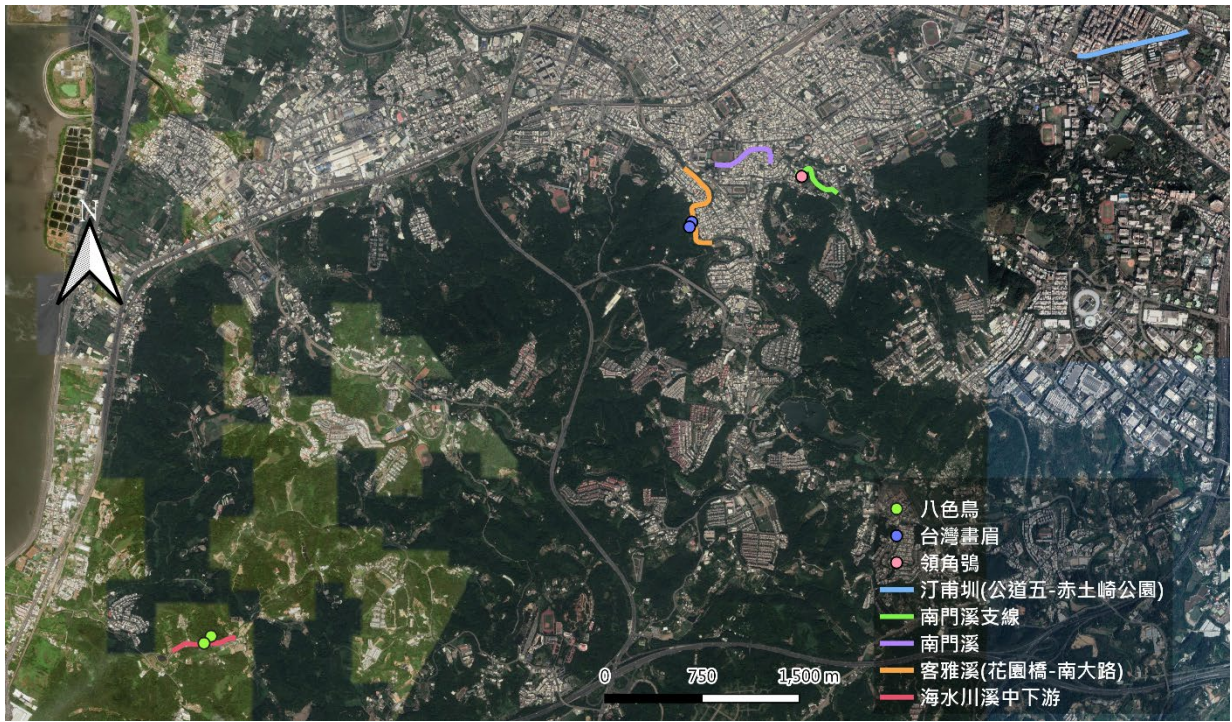 N
八色鳥
台灣畫眉
領角鴞
汀甫圳(公道五-赤土崎公園)
南門溪支線
南門溪
客雅溪(花園橋-南大路)
海水川溪中下游
0 750 1,500 m